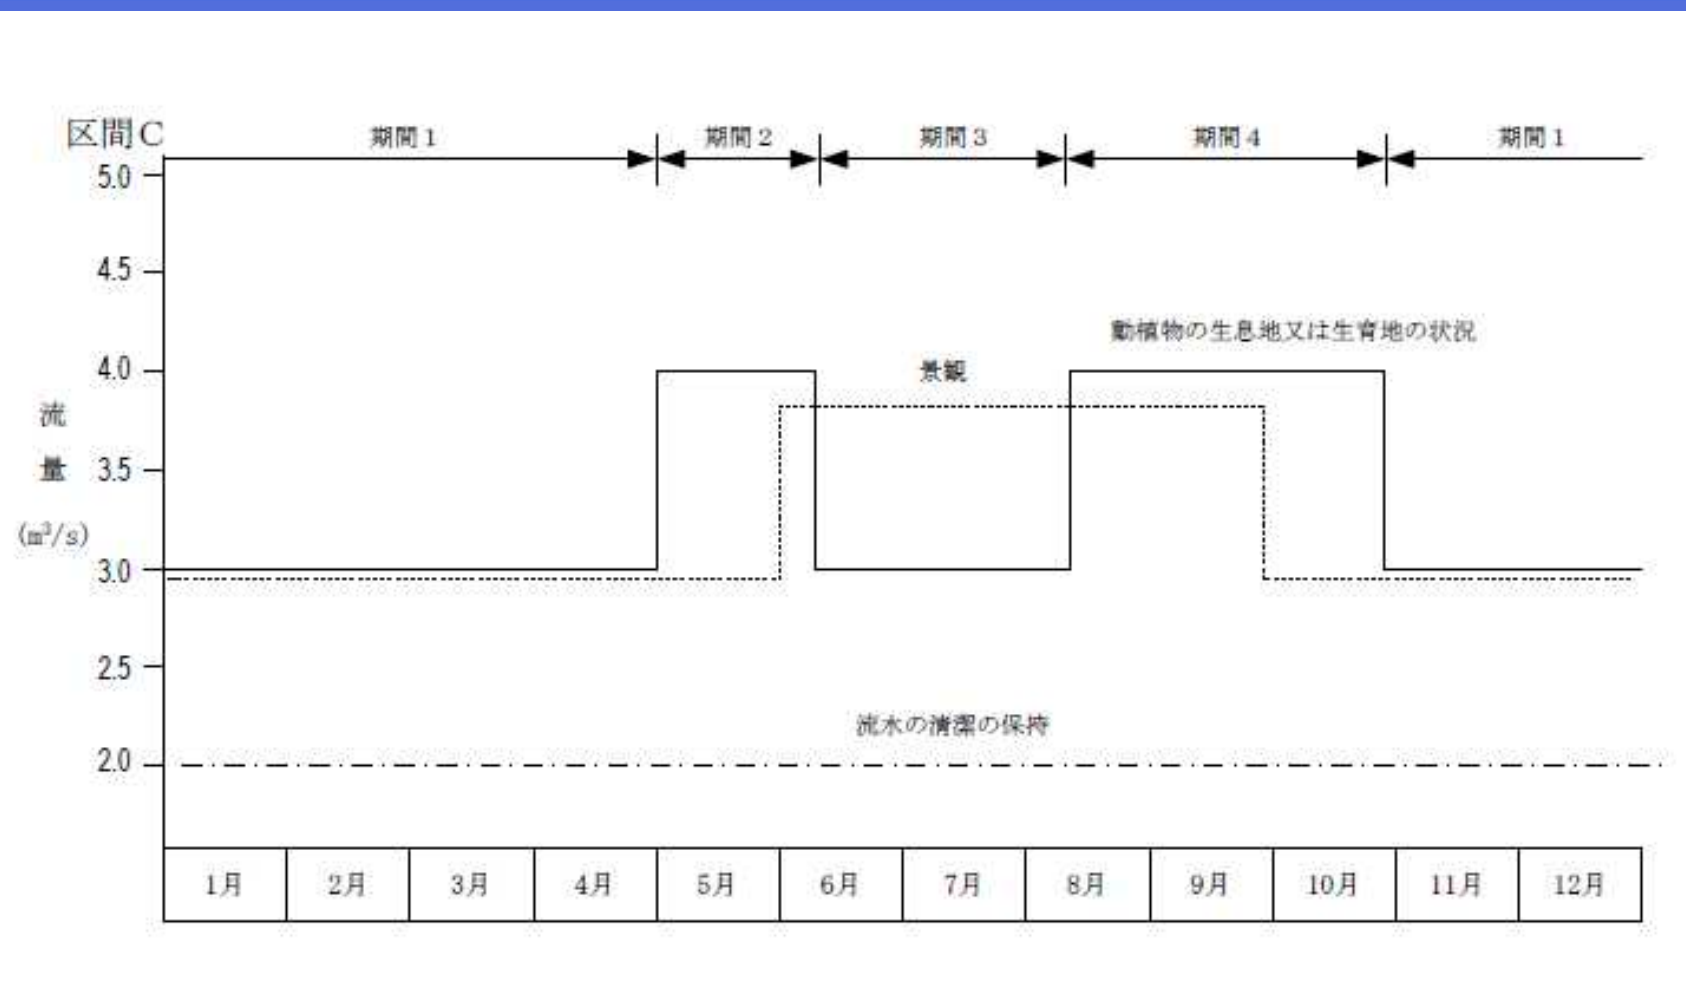 区間C
期間1 期間2 期間3 期間4 期間1
5.0
4.5
動植物の生息地又は生育地の状況
4.0
景観
流
量
3.5
(m³/s)
3.0
2.5
流水の清潔の保持
2.0
1月 2月 3月 4月 5月 6月 7月 8月 9月 10月 11月 12月